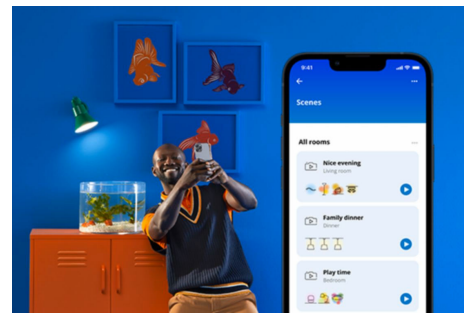 9:41
Scenes
All rooms
Nice evening
Living room
Family dinner
Dinner
Play time
Bedroom